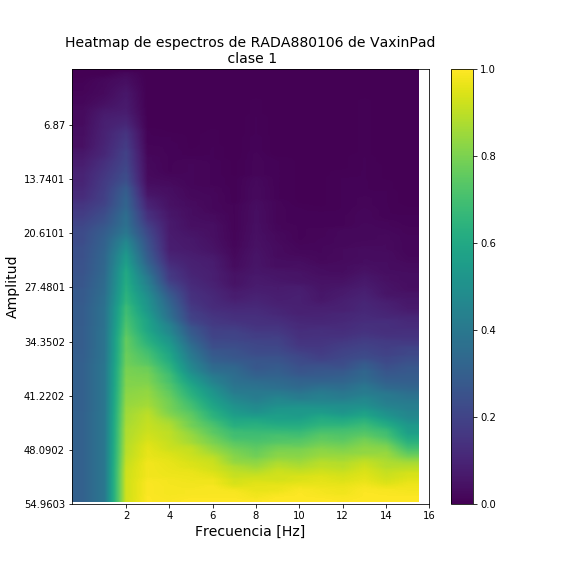 Heatmap de espectros de RADA880106 de VaxinPad
clase 1
Amplitud
6.87
13.7401
20.6101
27.4801
34.3502
41.2202
48.0902
54.9603
2 4 6 8 10 12 14 16
Frecuencia [Hz]
1.0
0.8
0.6
0.4
0.2
0.0